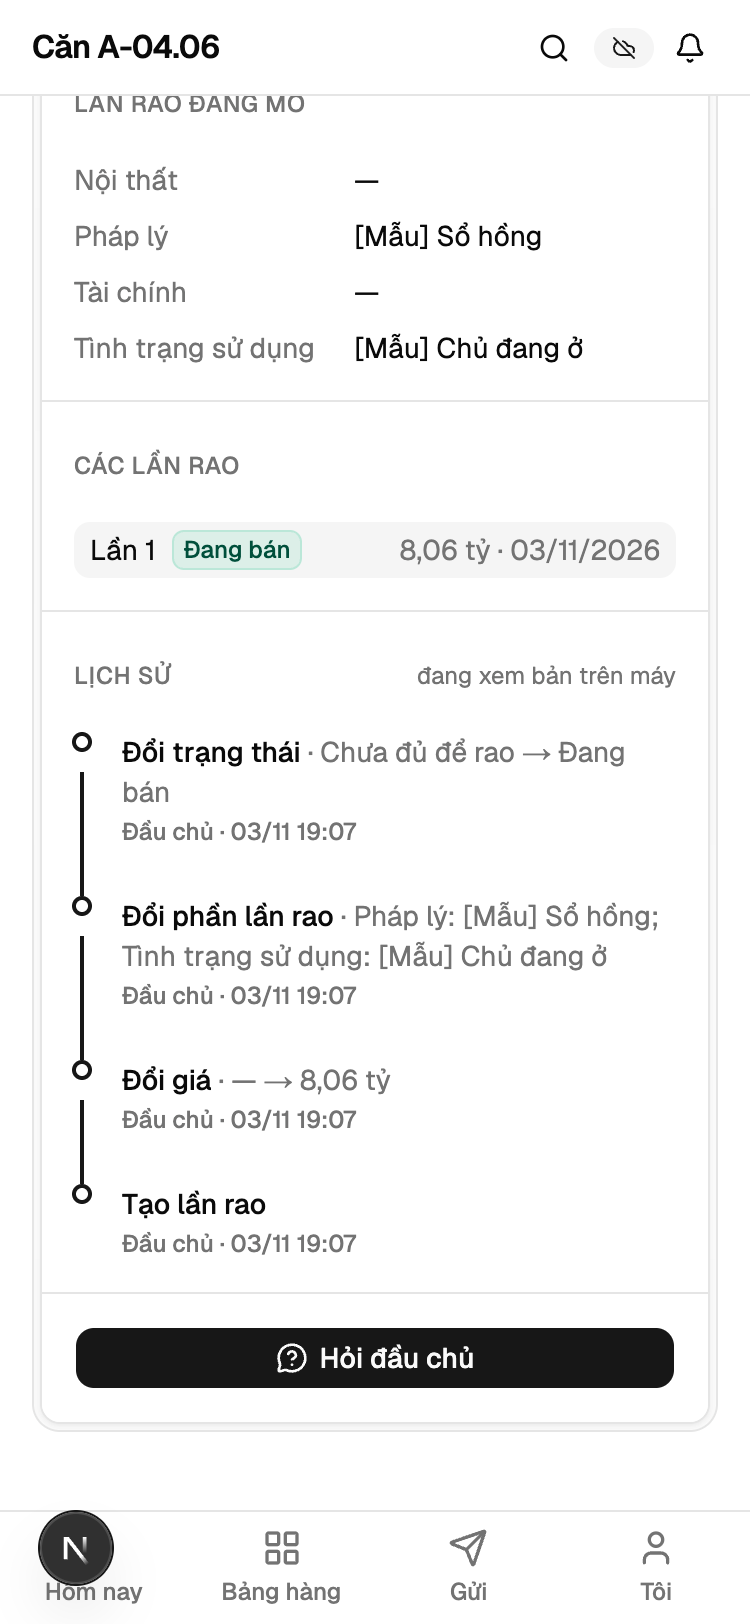 Căn A-04.06
LẦN RAO ĐANG MỞ
Nội thất —
Pháp lý [Mẫu] Sổ hồng
Tài chính —
Tình trạng sử dụng [Mẫu] Chủ đang ở
CÁC LẦN RAO
Lần 1 Đang bán 8,06 tỷ · 03/11/2026
LỊCH SỬ đang xem bản trên máy
Đổi trạng thái · Chưa đủ để rao → Đang
bán
Đầu chủ · 03/11 19:07
Đổi phần lần rao · Pháp lý: [Mẫu] Sổ hồng;
Tình trạng sử dụng: [Mẫu] Chủ đang ở
Đầu chủ · 03/11 19:07
Đổi giá · — → 8,06 tỷ
Đầu chủ · 03/11 19:07
Tạo lần rao
Đầu chủ · 03/11 19:07
Hỏi đầu chủ
N
Hôm nay Bảng hàng Gửi Tôi